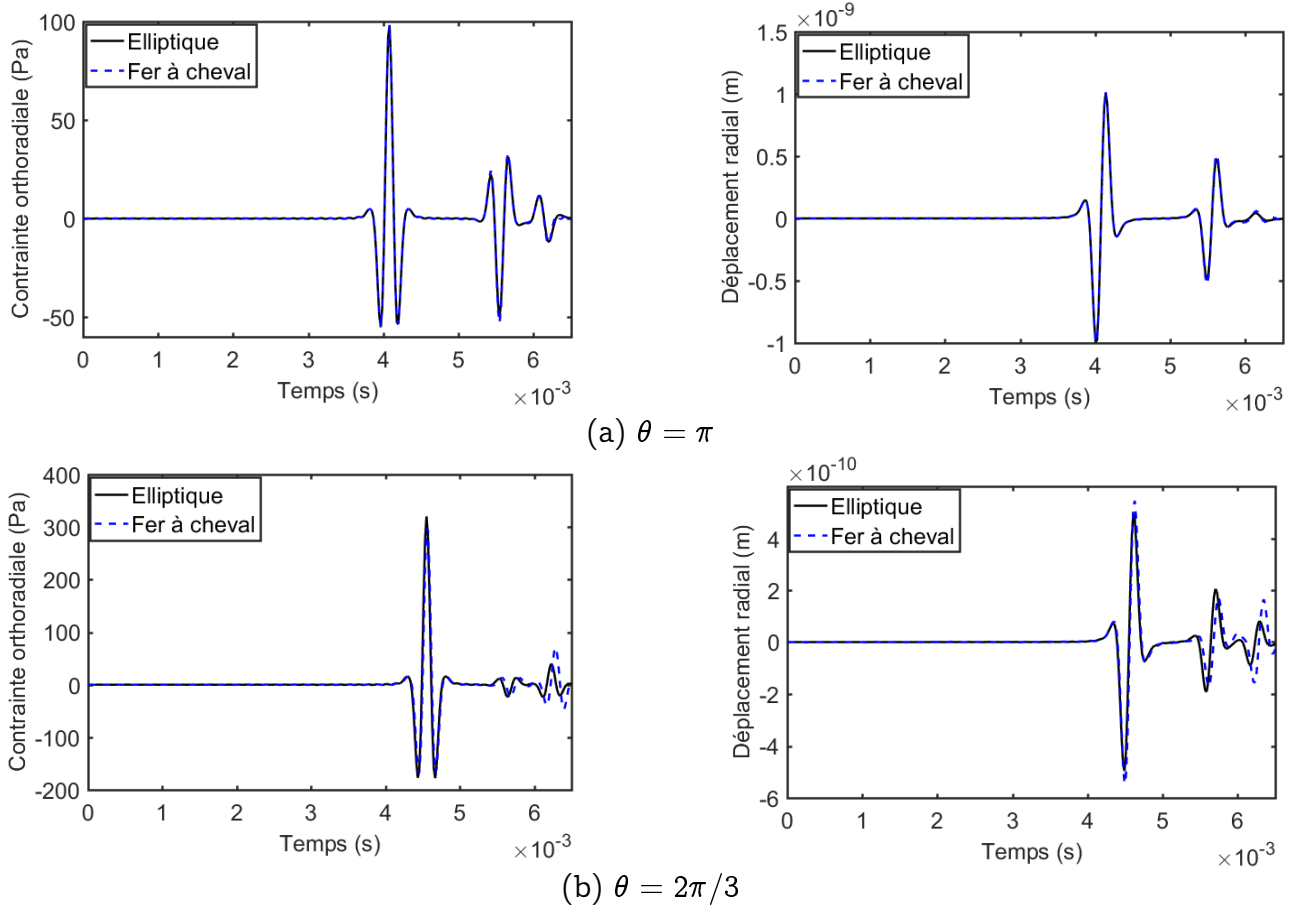 100
50
0
-50
Contrainte orthoradiale (Pa)
Elliptique
Fer à cheval
0 1 2 3 4 5 6
Temps (s)
×10-3
×10-9
1.5
1
0.5
0
-0.5
-1
Déplacement radial (m)
Elliptique
Fer à cheval
0 1 2 3 4 5 6
Temps (s)
×10-3
(a) θ = π
400
300
200
100
0
-100
-200
Contrainte orthoradiale (Pa)
Elliptique
Fer à cheval
0 1 2 3 4 5 6
Temps (s)
×10-3
×10-10
4
2
0
-2
-4
-6
Déplacement radial (m)
Elliptique
Fer à cheval
0 1 2 3 4 5 6
Temps (s)
×10-3
(b) θ = 2π/3